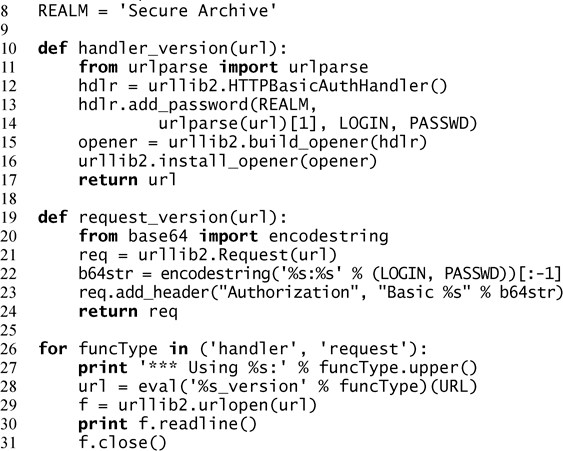 8 REALM = 'Secure Archive'
9
10 def handler_version(url):
11     from urlparse import urlparse
12     hdlr = urllib2.HTTPBasicAuthHandler()
13     hdlr.add_password(REALM,
14             urlparse(url)[1], LOGIN, PASSWD)
15     opener = urllib2.build_opener(hdlr)
16     urllib2.install_opener(opener)
17     return url
18
19 def request_version(url):
20     from base64 import encodestring
21     req = urllib2.Request(url)
22     b64str = encodestring('%s:%s' % (LOGIN, PASSWD))[:-1]
23     req.add_header("Authorization", "Basic %s" % b64str)
24     return req
25
26 for funcType in ('handler', 'request'):
27     print '*** Using %s:' % funcType.upper()
28     url = eval('%s_version' % funcType)(URL)
29     f = urllib2.urlopen(url)
30     print f.readline()
31     f.close()